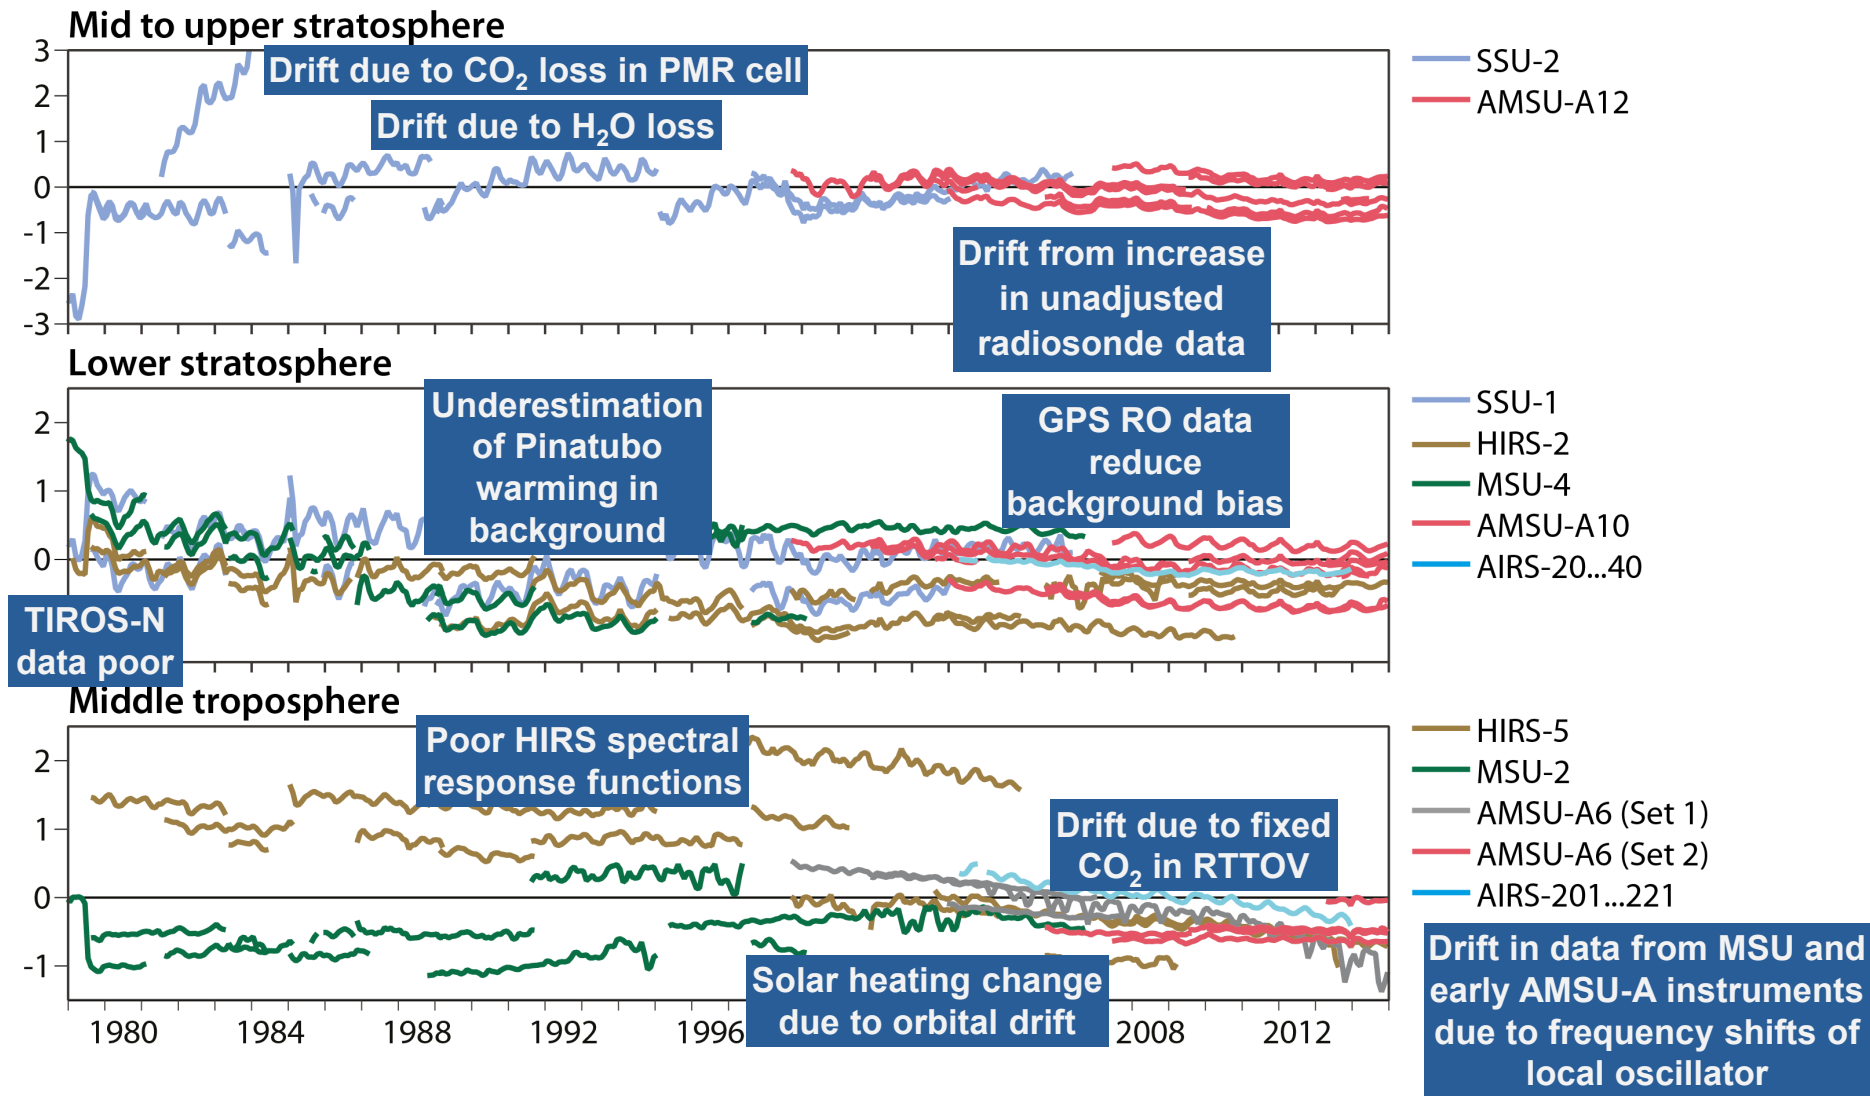 Mid to upper stratosphere
3
2
1
0
-1
-2
-3
Drift due to CO2 loss in PMR cell
Drift due to H2O loss
Drift from increase
in unadjusted
radiosonde data
SSU-2
AMSU-A12
Lower stratosphere
2
1
0
Underestimation
of Pinatubo
warming in
background
GPS RO data
reduce
background bias
TIROS-N
data poor
SSU-1
HIRS-2
MSU-4
AMSU-A10
AIRS-20...40
Middle troposphere
2
1
0
-1
Poor HIRS spectral
response functions
Drift due to fixed
CO2 in RTTOV
Solar heating change
due to orbital drift
1980
1984
1988
1992
1996
2008
2012
HIRS-5
MSU-2
AMSU-A6 (Set 1)
AMSU-A6 (Set 2)
AIRS-201...221
Drift in data from MSU and
early AMSU-A instruments
due to frequency shifts of
local oscillator